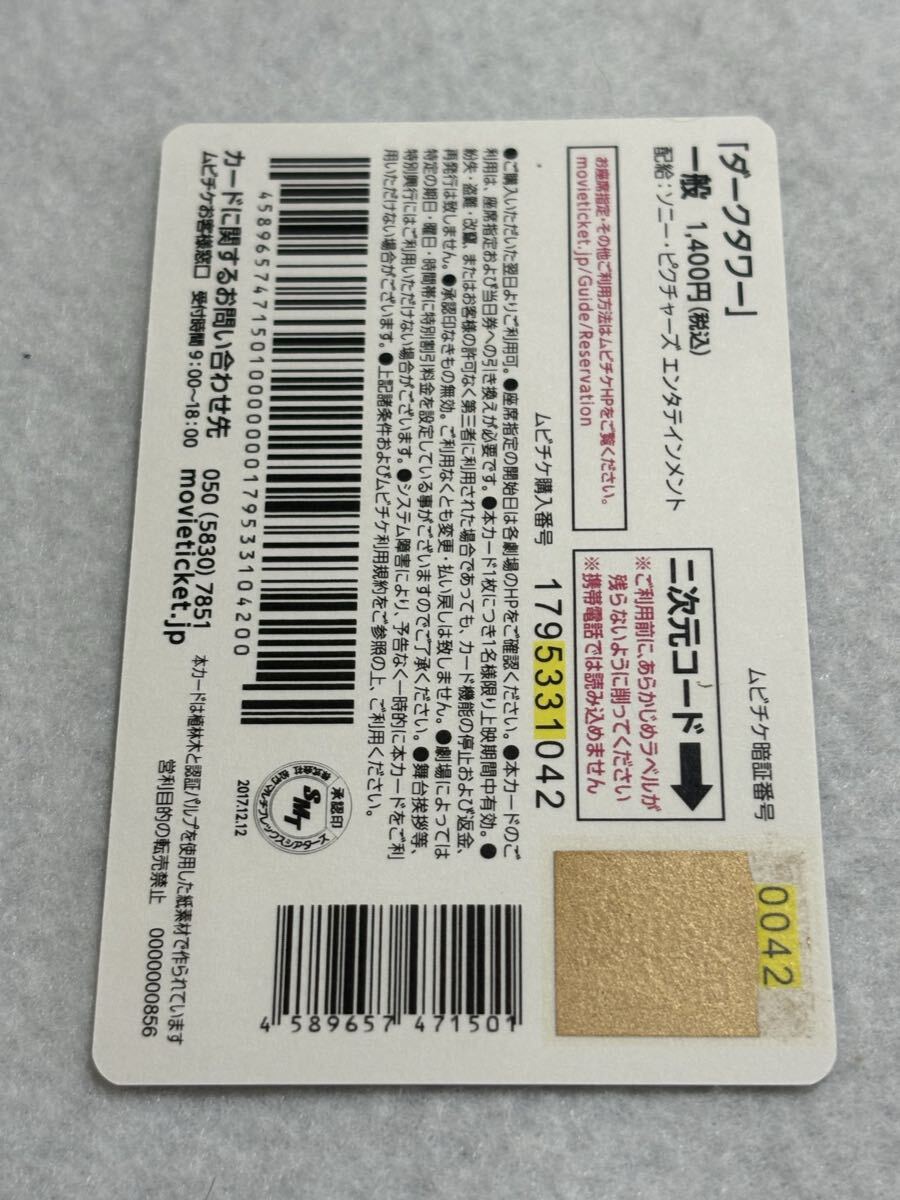 「ダークタワー」
一般 1,400円(税込)
配給:ソニー・ピクチャーズ エンタテインメント
お座席指定・その他ご利用方法はムビチケHPをご覧ください。
movieticket.jp/Guide/Reservation
二次元コード
※ご利用前に、あらかじめラベルが
残らないように削ってください
※携帯電話では読み込めません
ムビチケ暗証番号
0042
ムビチケ購入番号 1795331042
●ご購入いただいた翌日よりご利用可。●座席指定の開始日は各劇場のHPをご確認ください。●本カードのご
利用は、座席指定および当日券への引き換えが必要です。●本カード1枚につき1名様限り上映期間中有効。●
紛失・盗難・改竄、またはお客様の許可なく第三者に利用された場合であっても、カード機能の停止および返金、
再発行は致しません。●承認印なきもの無効。ご利用なくとも変更・払い戻しは致しません。●劇場によっては
特定の期日・曜日・時間帯に特別割引料金を設定している事がございますのでご了承ください。●舞台挨拶等、
特別興行にはご利用いただけない場合がございます。●システム障害により、予告なく一時的に本カードをご利
用いただけない場合がございます。●上記諸条件およびムビチケ利用規約をご参照の上、ご利用ください。
45896574715010000000179533104200
カードに関するお問い合わせ先 050 (5830) 7851
ムビチケお客様窓口 受付時間 9:00〜18:00 movieticket.jp
承認印
SMT
株式会社
松竹マルチプレックスシアターズ
2017.12.12
4 589657 471501
本カードは植林木と認証パルプを使用した紙素材で作られています
営利目的の転売禁止 0000000856